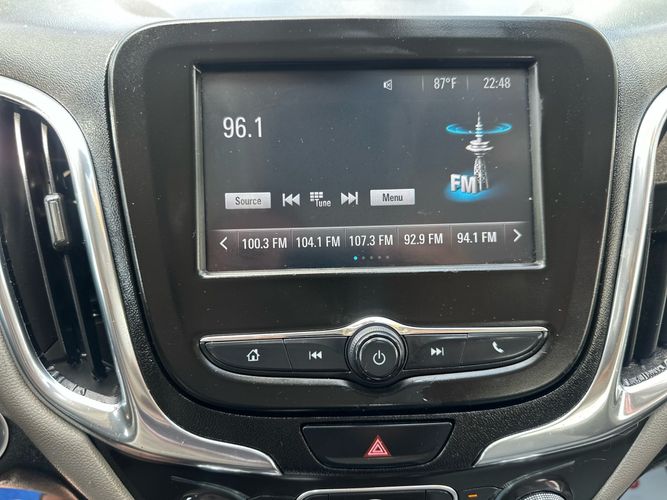 87°F 22:48
96.1
FM
Source Tune Menu
100.3 FM 104.1 FM 107.3 FM 92.9 FM 94.1 FM